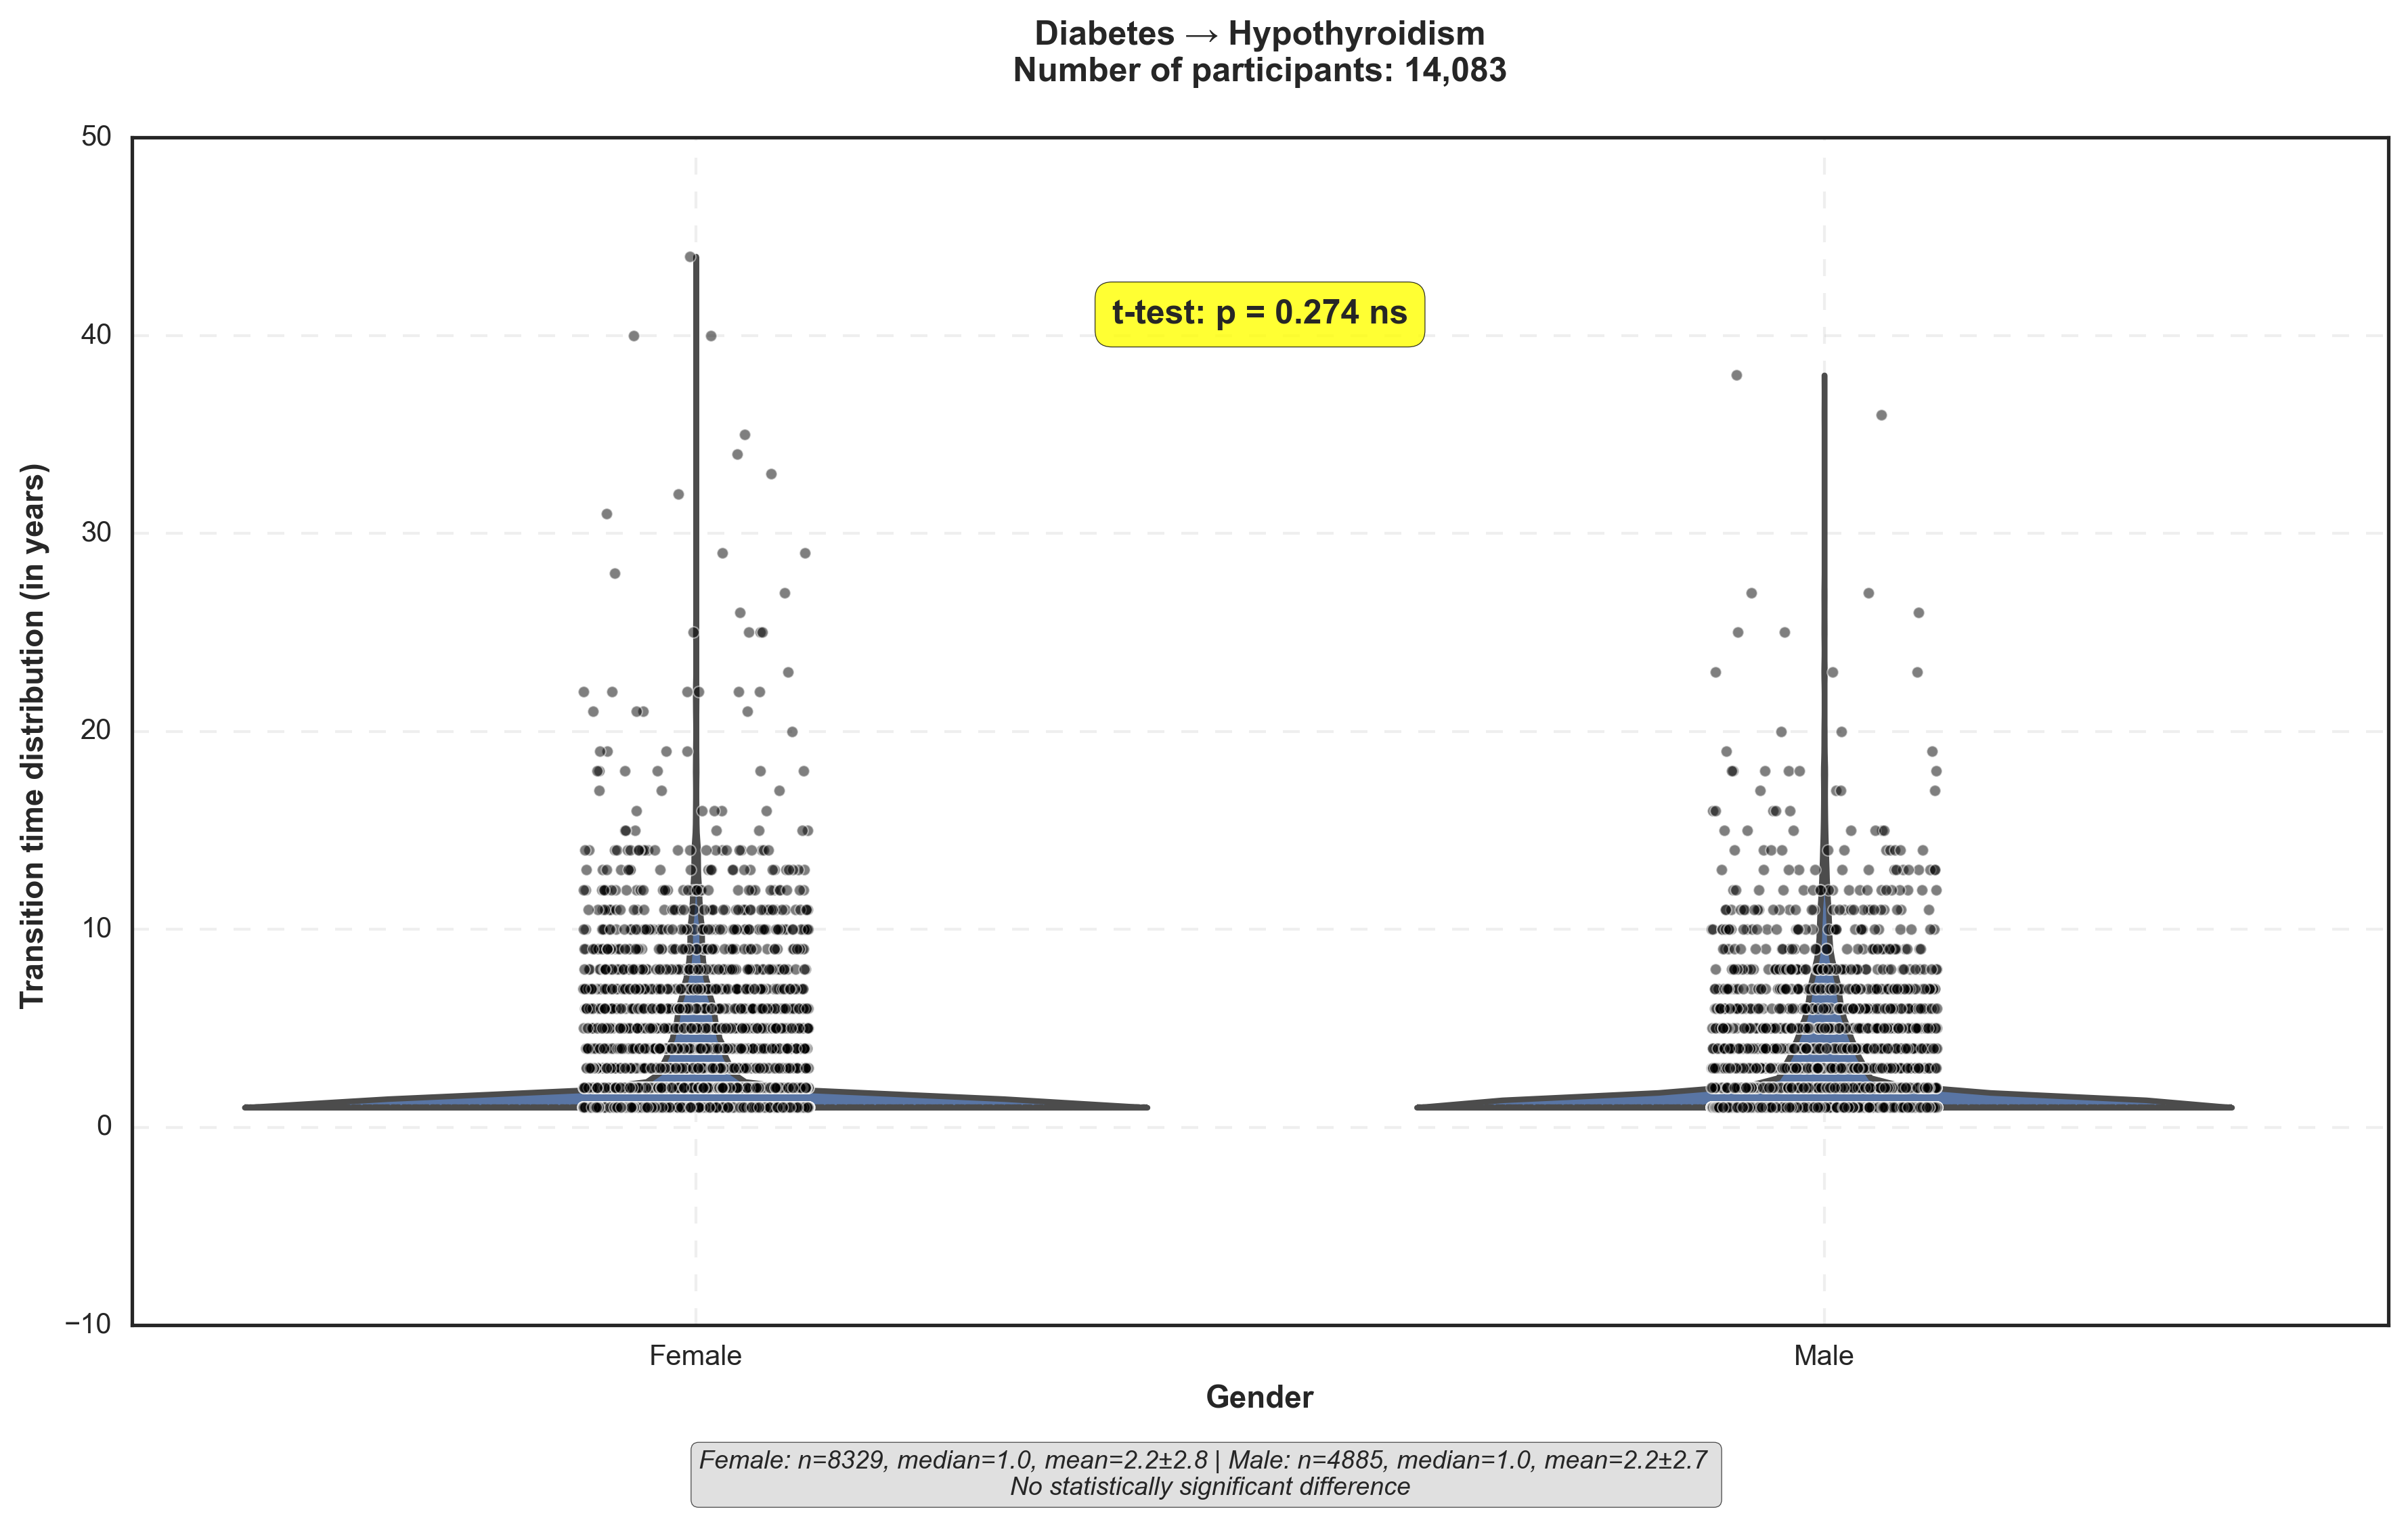 Diabetes → Hypothyroidism
Number of participants: 14,083
50
40
30
20
10
0
−10
Transition time distribution (in years)
t-test: p = 0.274 ns
Female
Male
Gender
Female: n=8329, median=1.0, mean=2.2±2.8 | Male: n=4885, median=1.0, mean=2.2±2.7
No statistically significant difference